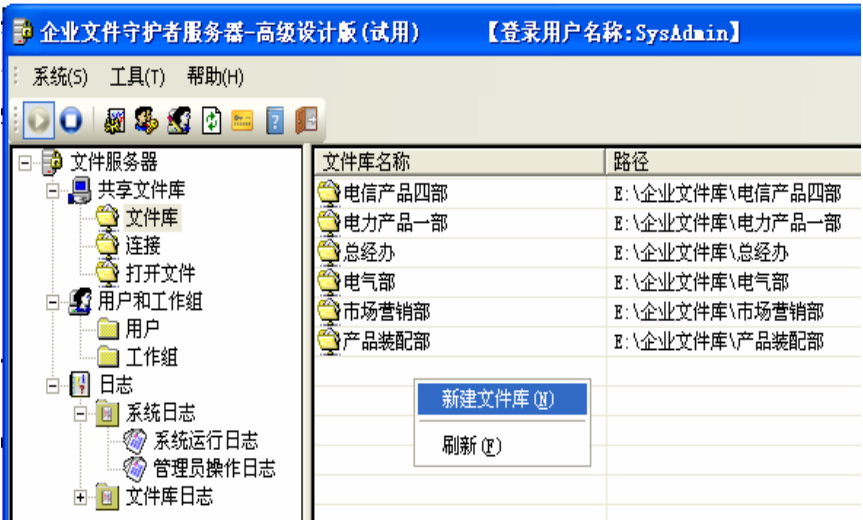 企业文件守护者服务器-高级设计版(试用) 【登录用户名称:SysAdmin】
系统(S) 工具(T) 帮助(H)
文件服务器
共享文件库
文件库
连接
打开文件
用户和工作组
用户
工作组
日志
系统日志
系统运行日志
管理员操作日志
文件库日志
文件库名称 路径
电信产品四部 E:\企业文件库\电信产品四部
电力产品一部 E:\企业文件库\电力产品一部
总经办 E:\企业文件库\总经办
电气部 E:\企业文件库\电气部
市场营销部 E:\企业文件库\市场营销部
产品装配部 E:\企业文件库\产品装配部
新建文件库(N)
刷新(F)